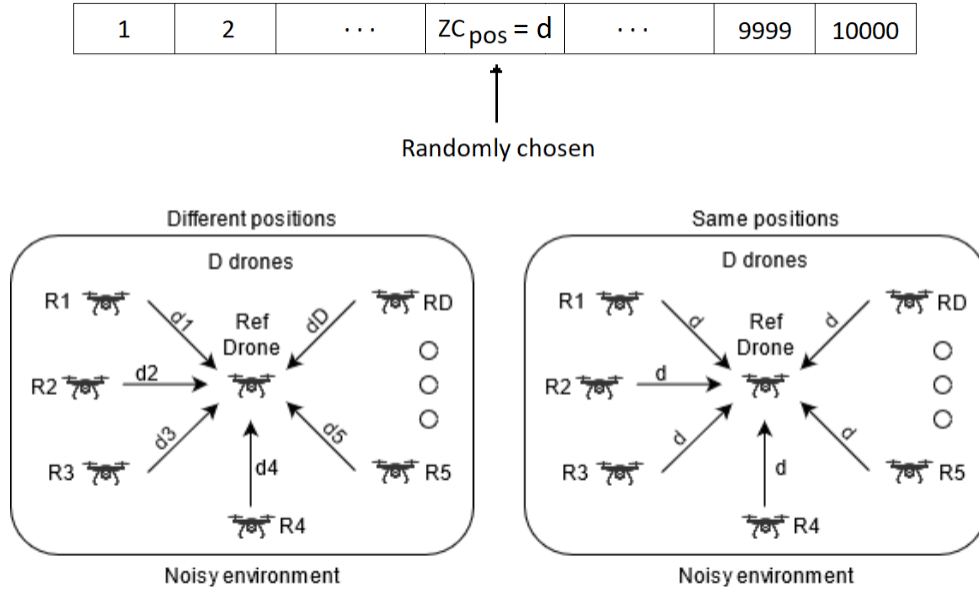 1 2 · · · ZCpos = d · · · 9999 10000
Randomly chosen
Different positions
D drones
R1 d1 Ref Drone dD RD
R2 d2
R3 d3 d4 d5 R5
R4
Noisy environment
Same positions
D drones
R1 d Ref Drone d RD
R2 d
R3 d d d R5
R4
Noisy environment